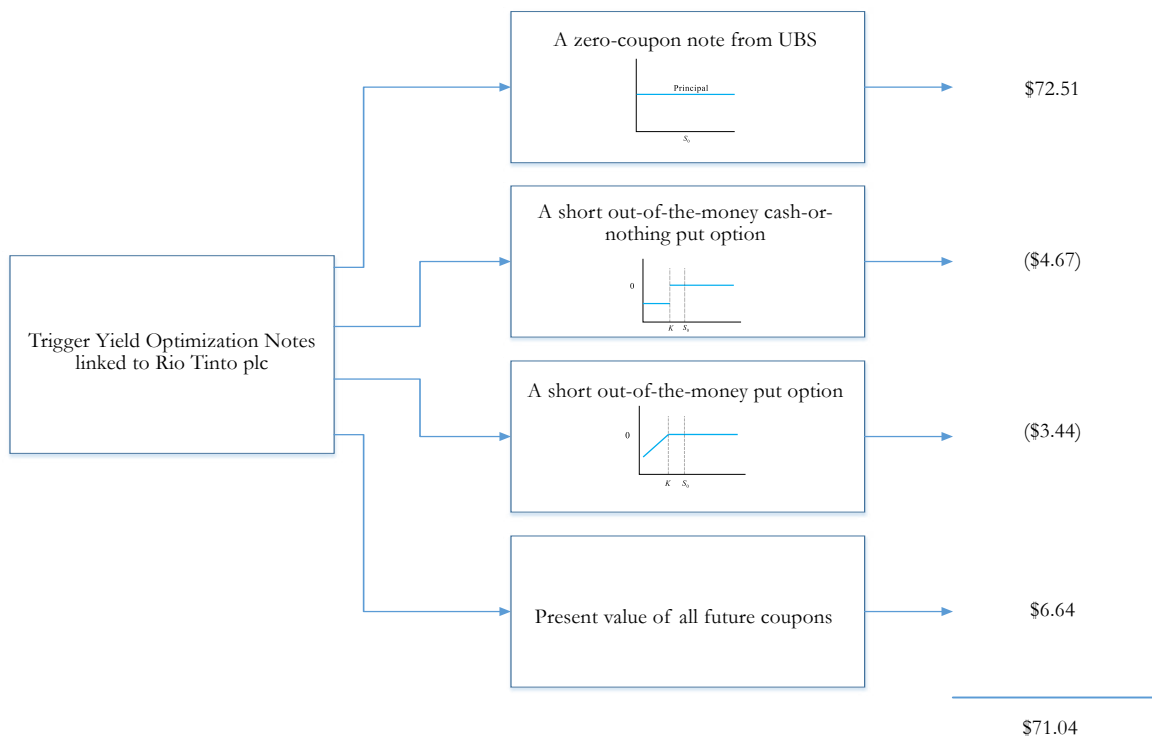 A zero-coupon note from UBS
Principal
S0
$72.51
A short out-of-the-money cash-or-
nothing put option
0
K
S0
($4.67)
Trigger Yield Optimization Notes
linked to Rio Tinto plc
A short out-of-the-money put option
0
K
S0
($3.44)
Present value of all future coupons
$6.64
$71.04